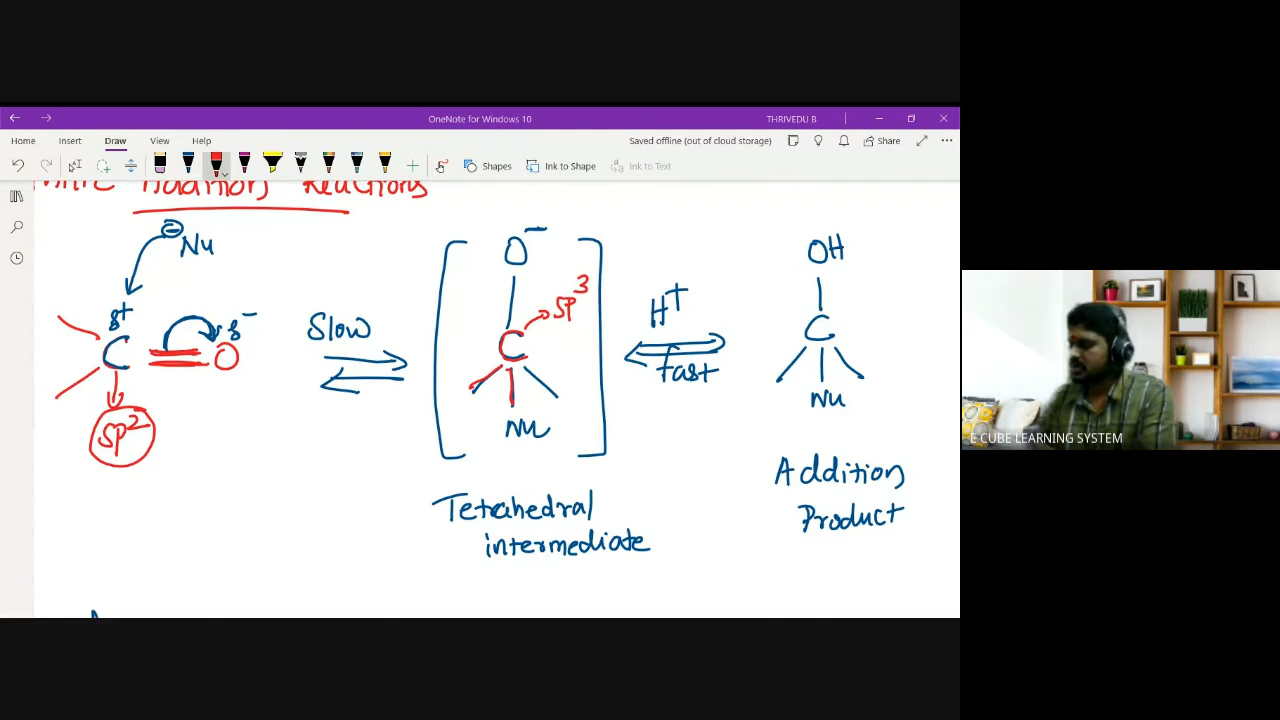 OneNote for Windows 10
THRIVEDU B
Home Insert Draw View Help
Saved offline (out of cloud storage)
Share
Shapes
Ink to Shape
Ink to Text
Addition Reactions
⊖
Nu
δ+
C = O δ−
SP2
Slow
O−
C SP3
Nu
Tetrahedral
intermediate
H+
fast
OH
C
Nu
Addition
Product
E CUBE LEARNING SYSTEM